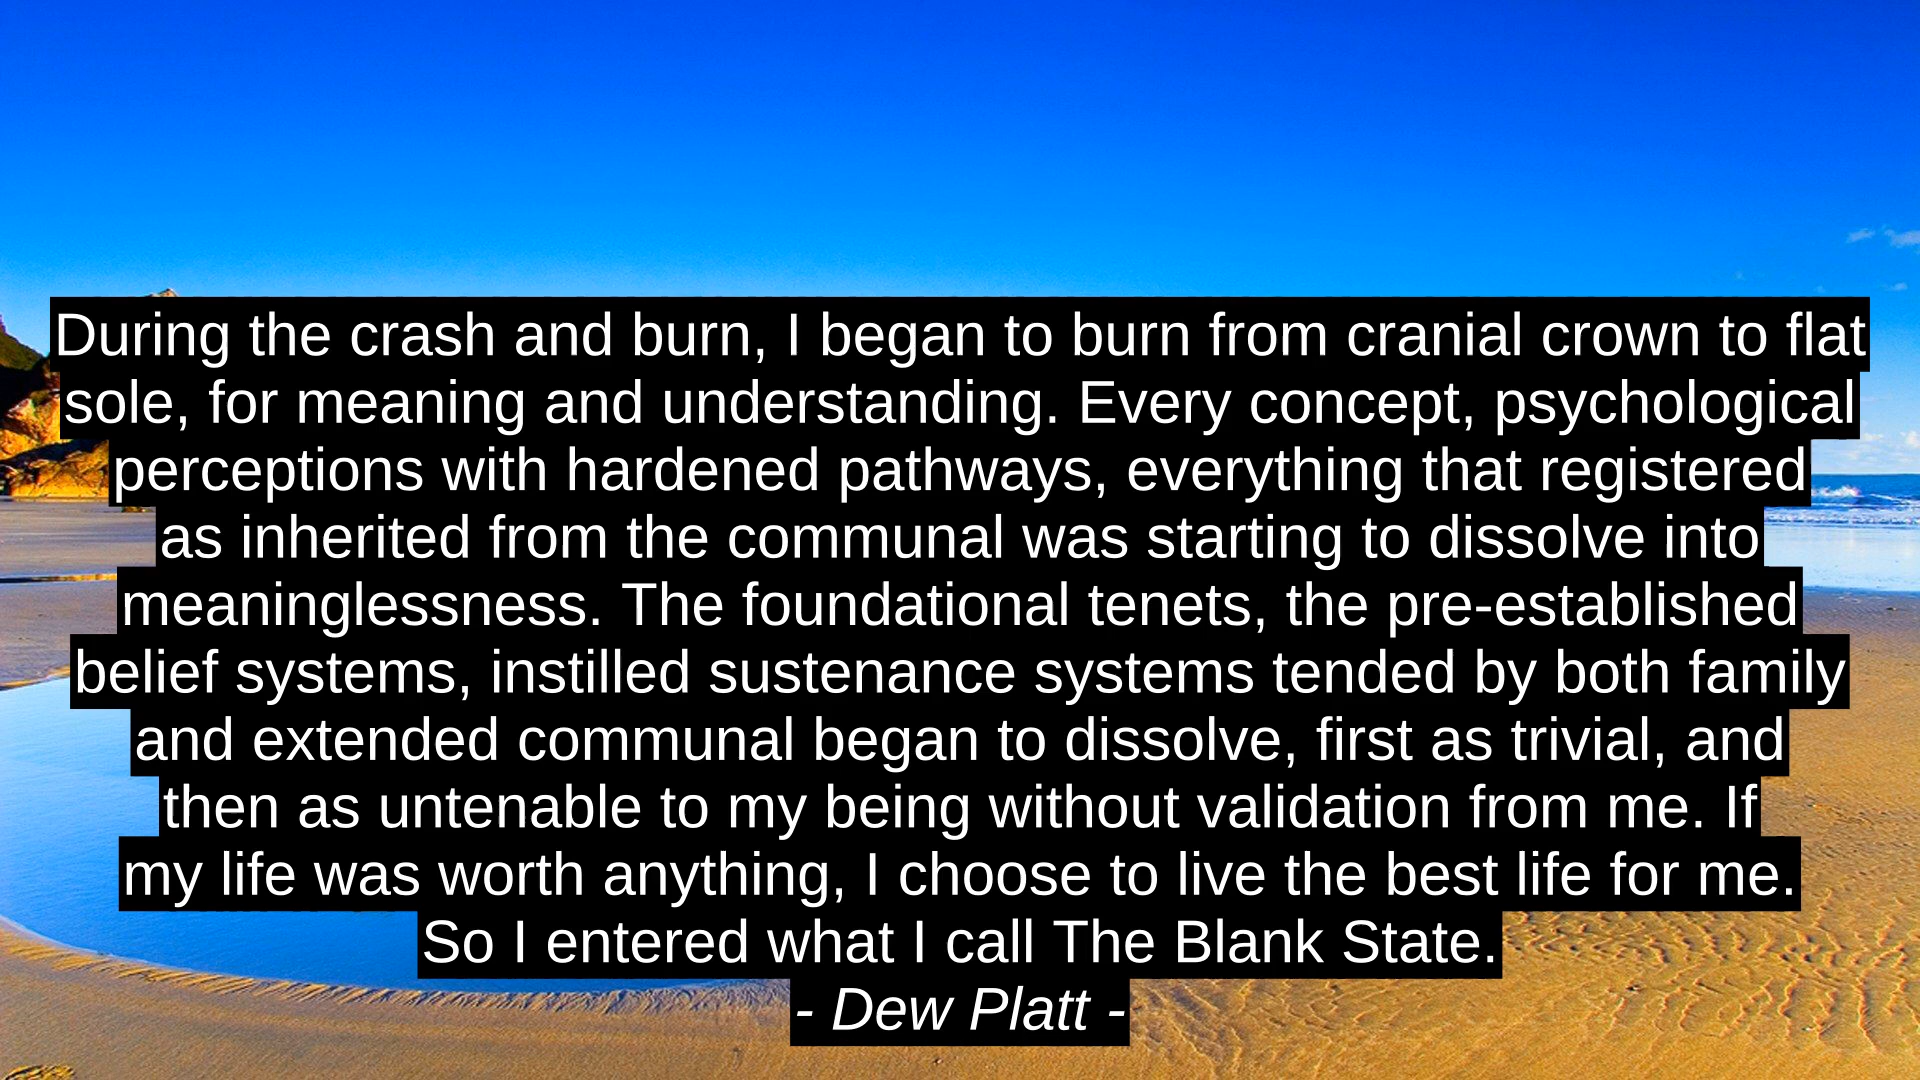 During the crash and burn, I began to burn from cranial crown to flat
sole, for meaning and understanding. Every concept, psychological
perceptions with hardened pathways, everything that registered
as inherited from the communal was starting to dissolve into
meaninglessness. The foundational tenets, the pre-established
belief systems, instilled sustenance systems tended by both family
and extended communal began to dissolve, first as trivial, and
then as untenable to my being without validation from me. If
my life was worth anything, I choose to live the best life for me.
So I entered what I call The Blank State.
- Dew Platt -